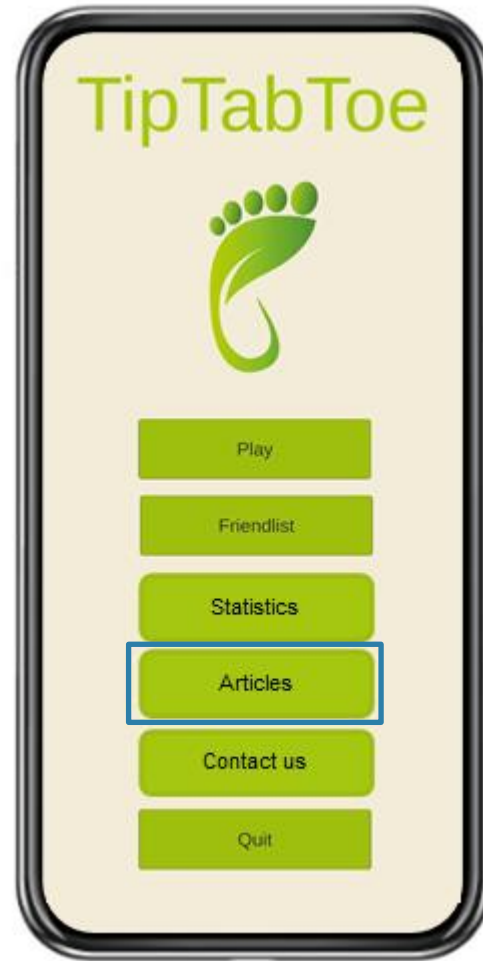 TipTabToe
Play
Friendlist
Statistics
Articles
Contact us
Quit